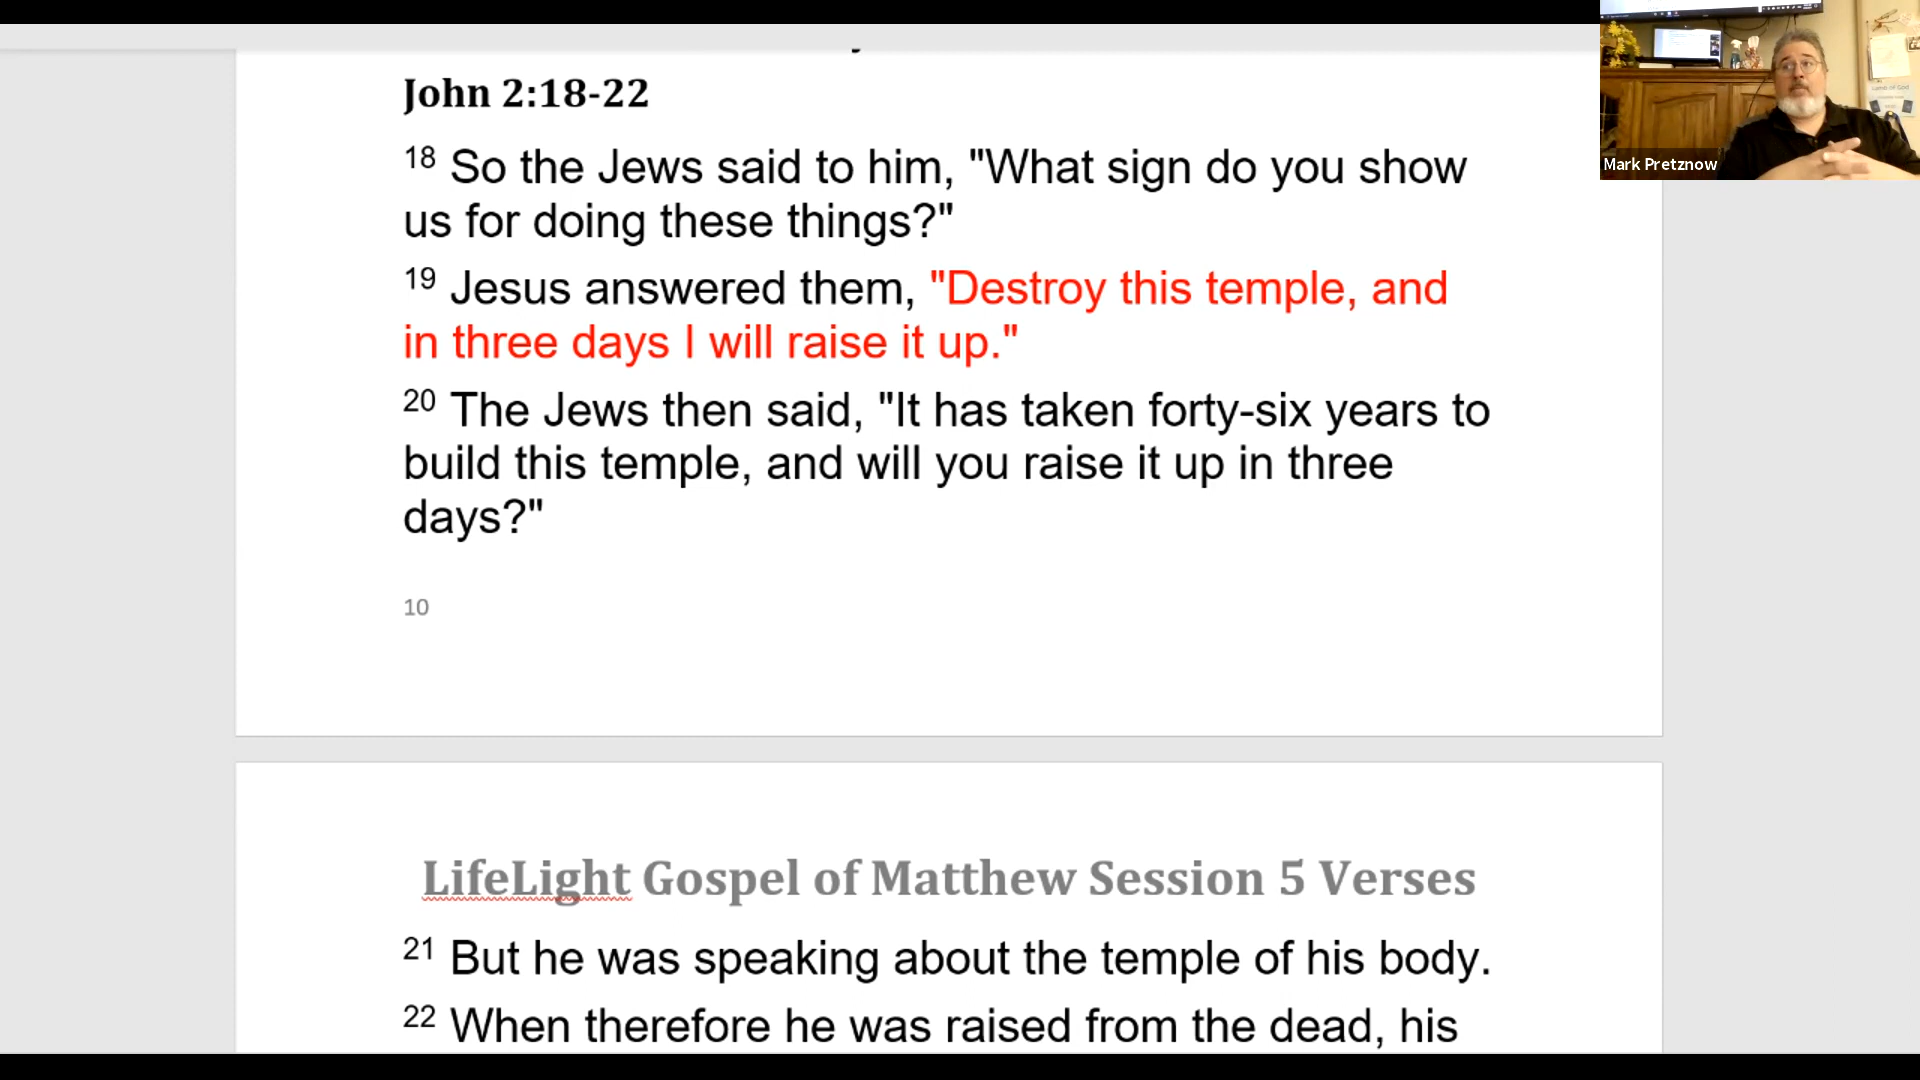 John 2:18-22
18 So the Jews said to him, "What sign do you show
us for doing these things?"
19 Jesus answered them, "Destroy this temple, and
in three days I will raise it up."
20 The Jews then said, "It has taken forty-six years to
build this temple, and will you raise it up in three
days?"
10
LifeLight Gospel of Matthew Session 5 Verses
21 But he was speaking about the temple of his body.
22 When therefore he was raised from the dead, his
Mark Pretznow
Lamb of God